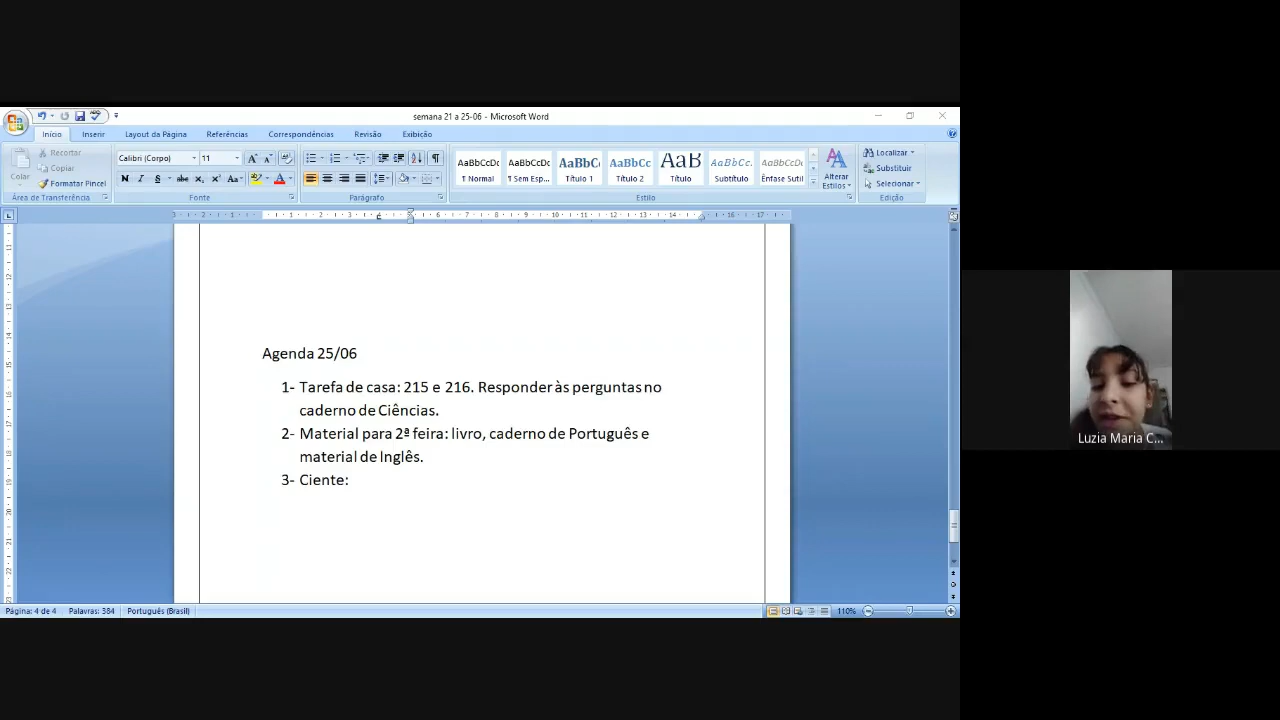 semana 21 a 25-06 - Microsoft Word
Início Inserir Layout da Página Referências Correspondências Revisão Exibição
Colar
Recortar
Copiar
Formatar Pincel
Área de Transferência
Calibri (Corpo) 11
Fonte
Parágrafo
AaBbCcDc AaBbCcDc AaBbC AaBbCc AaB AaBbCc. AaBbCcDc
¶ Normal ¶ Sem Esp... Título 1 Título 2 Título Subtítulo Ênfase Sutil
Alterar Estilos
Estilo
Localizar
Substituir
Selecionar
Edição
Agenda 25/06
1- Tarefa de casa: 215 e 216. Responder às perguntas no
caderno de Ciências.
2- Material para 2ª feira: livro, caderno de Português e
material de Inglês.
3- Ciente:
Luzia Maria C...
Página: 4 de 4 Palavras: 384 Português (Brasil) 110%